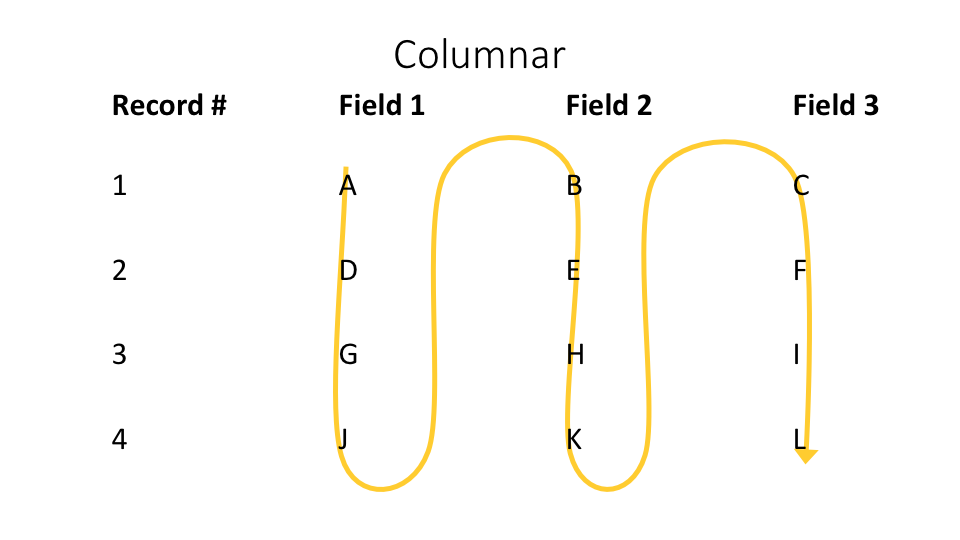 Columnar
Record # Field 1 Field 2 Field 3
1 A B C
2 D E F
3 G H I
4 J K L